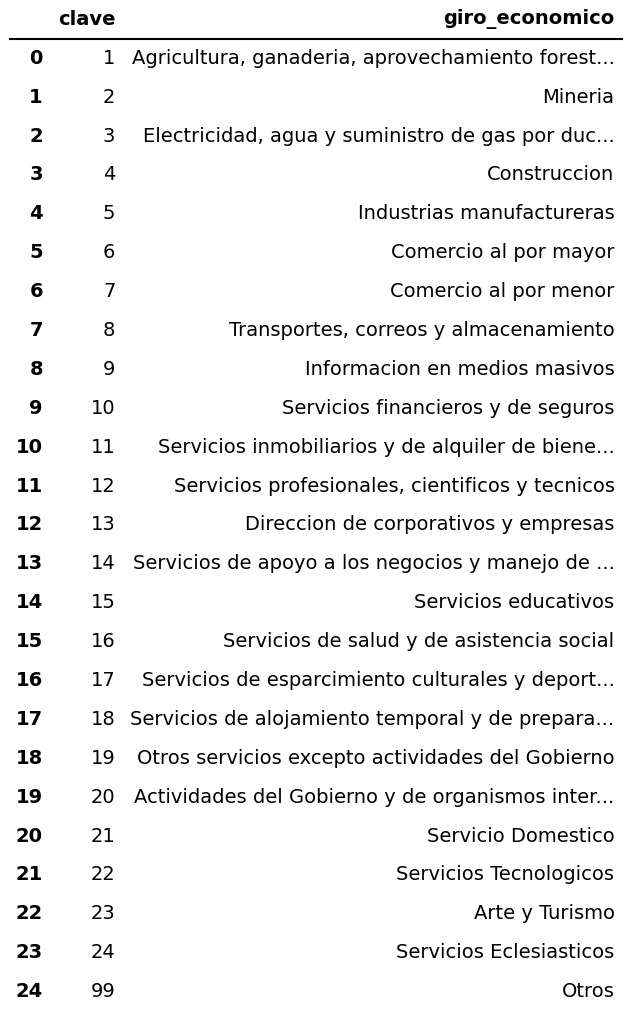 clave giro_economico
0 1 Agricultura, ganaderia, aprovechamiento forest...
1 2 Mineria
2 3 Electricidad, agua y suministro de gas por duc...
3 4 Construccion
4 5 Industrias manufactureras
5 6 Comercio al por mayor
6 7 Comercio al por menor
7 8 Transportes, correos y almacenamiento
8 9 Informacion en medios masivos
9 10 Servicios financieros y de seguros
10 11 Servicios inmobiliarios y de alquiler de biene...
11 12 Servicios profesionales, cientificos y tecnicos
12 13 Direccion de corporativos y empresas
13 14 Servicios de apoyo a los negocios y manejo de ...
14 15 Servicios educativos
15 16 Servicios de salud y de asistencia social
16 17 Servicios de esparcimiento culturales y deport...
17 18 Servicios de alojamiento temporal y de prepara...
18 19 Otros servicios excepto actividades del Gobierno
19 20 Actividades del Gobierno y de organismos inter...
20 21 Servicio Domestico
21 22 Servicios Tecnologicos
22 23 Arte y Turismo
23 24 Servicios Eclesiasticos
24 99 Otros